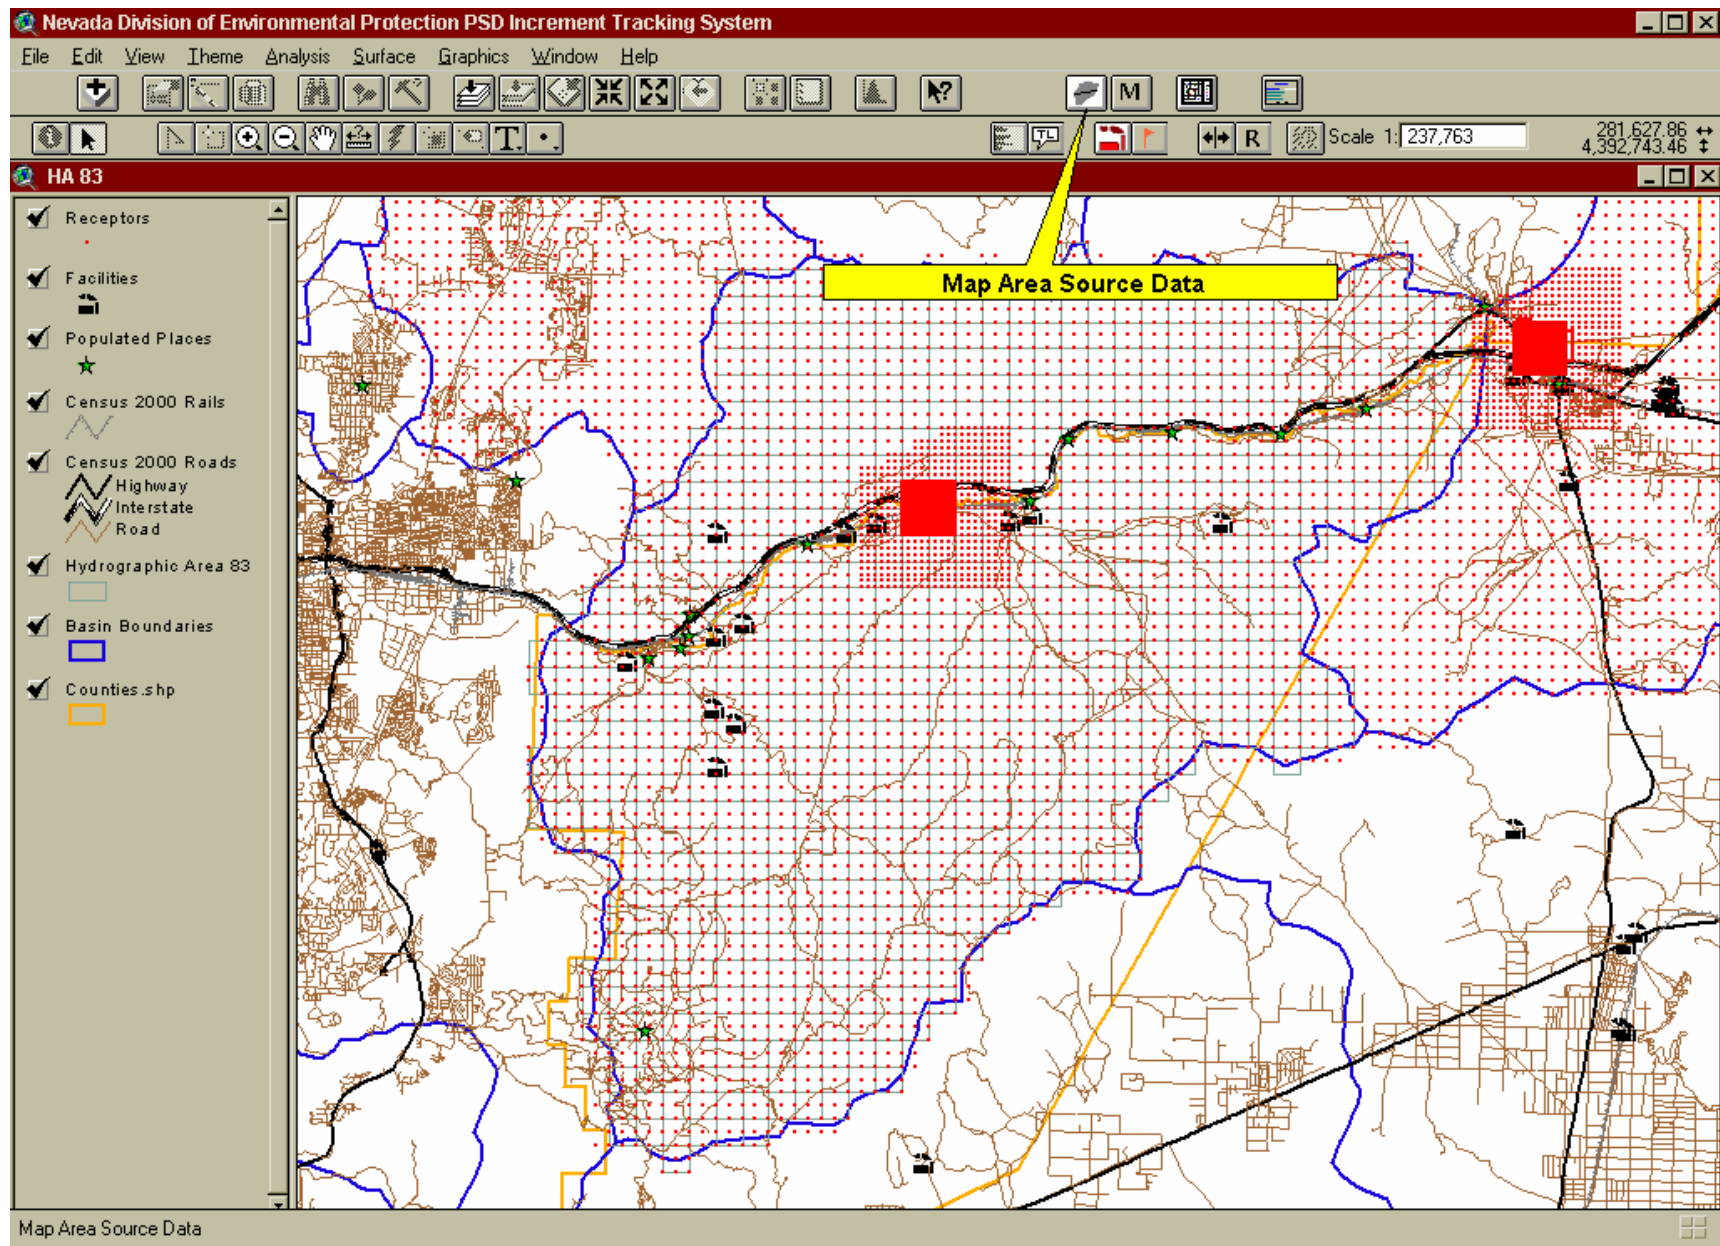 Nevada Division of Environmental Protection PSD Increment Tracking System
File Edit View Theme Analysis Surface Graphics Window Help
M
T
TL
R
Scale 1: 237,763
281,627.86
4,392,743.46
HA 83
Map Area Source Data
Receptors
Facilities
Populated Places
Census 2000 Rails
Census 2000 Roads
Highway
Interstate
Road
Hydrographic Area 83
Basin Boundaries
Counties.shp
Map Area Source Data